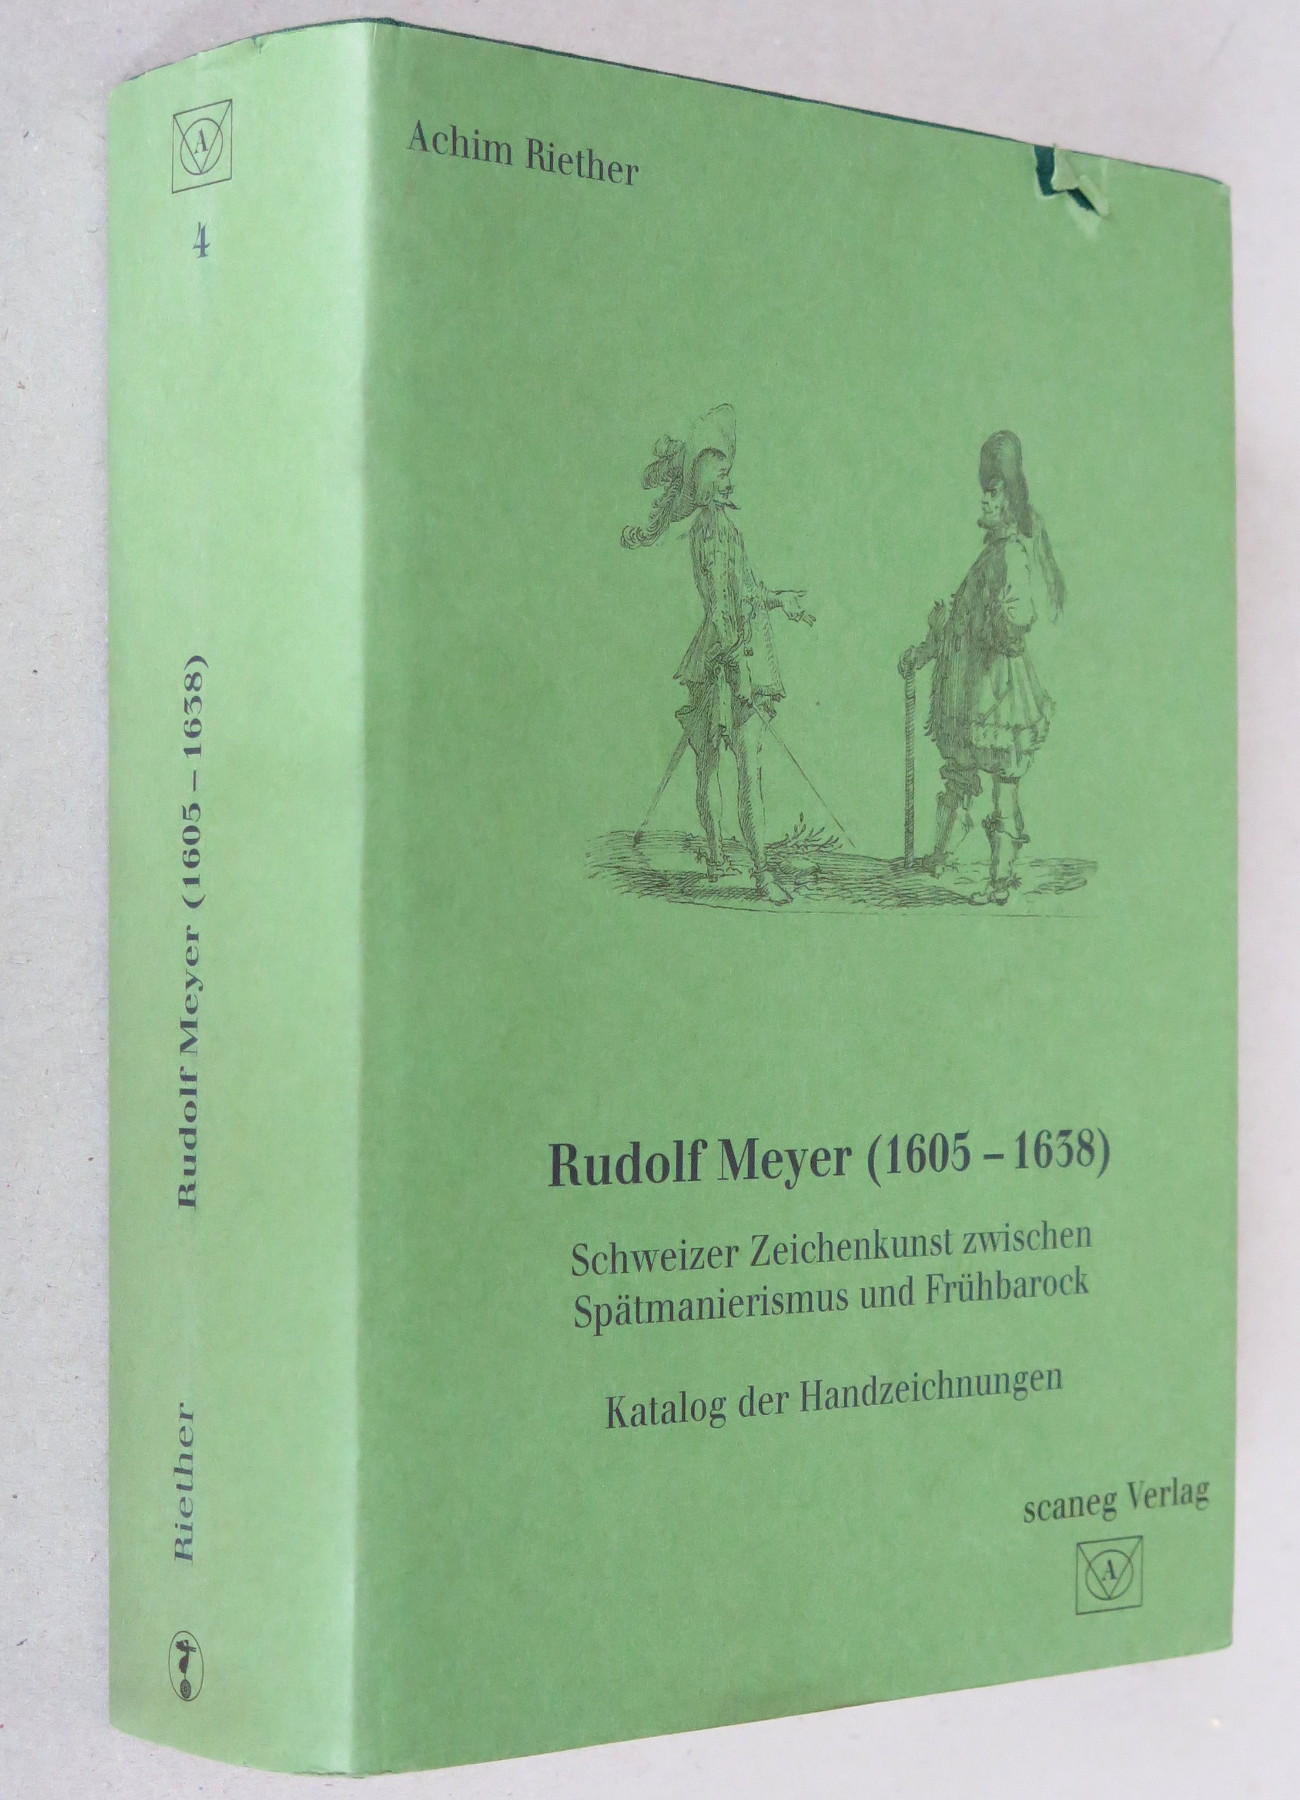 A
4
Rudolf Meyer (1605 – 1638)
Riether
Achim Riether
Rudolf Meyer (1605 – 1638)
Schweizer Zeichenkunst zwischen
Spätmanierismus und Frühbarock
Katalog der Handzeichnungen
scaneg Verlag
A